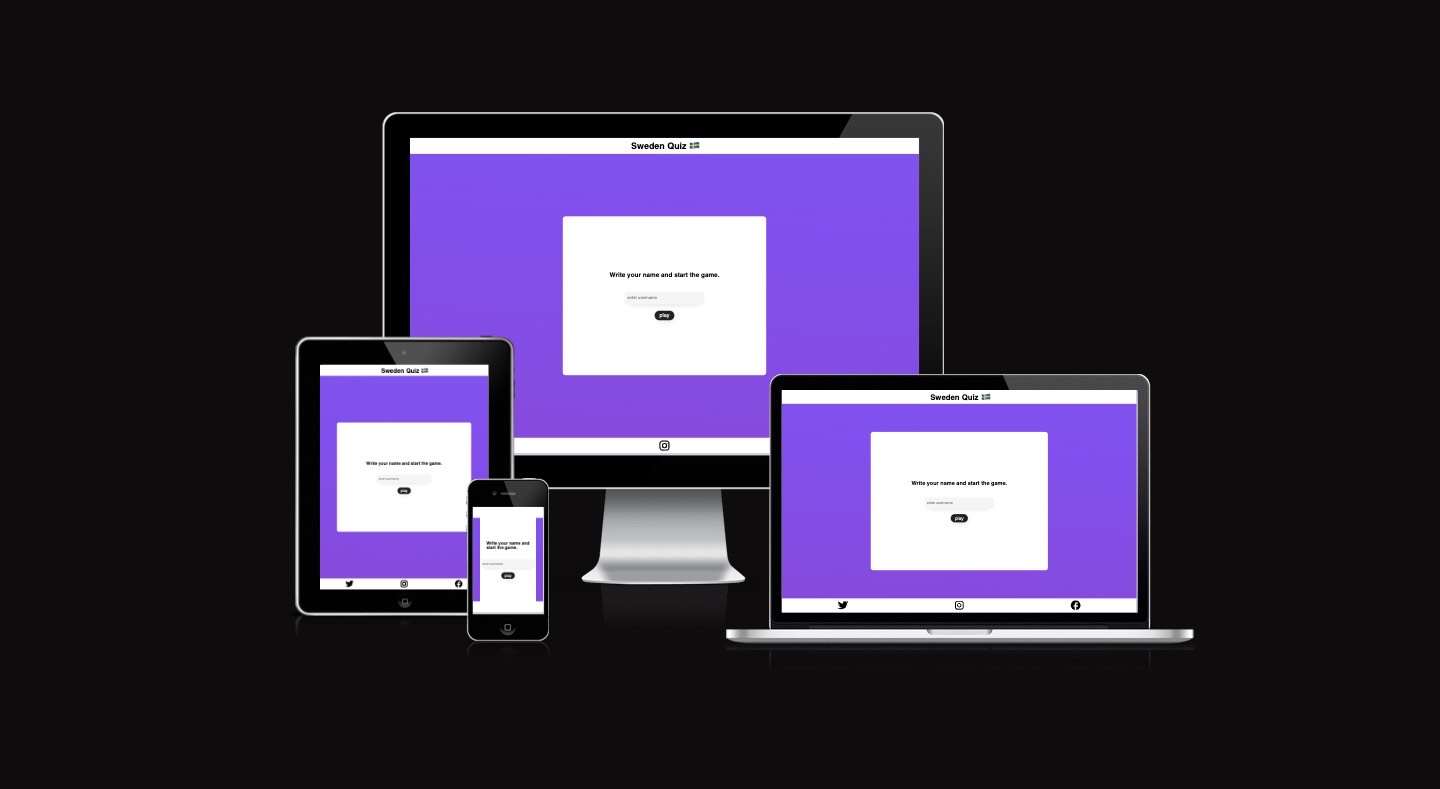 Sweden Quiz 🇸🇪
Write your name and start the game.
enter username
play
Sweden Quiz 🇸🇪
Write your name and start the game.
enter username
play
Write your name and
start the game.
enter username
play
Sweden Quiz 🇸🇪
Write your name and start the game.
enter username
play